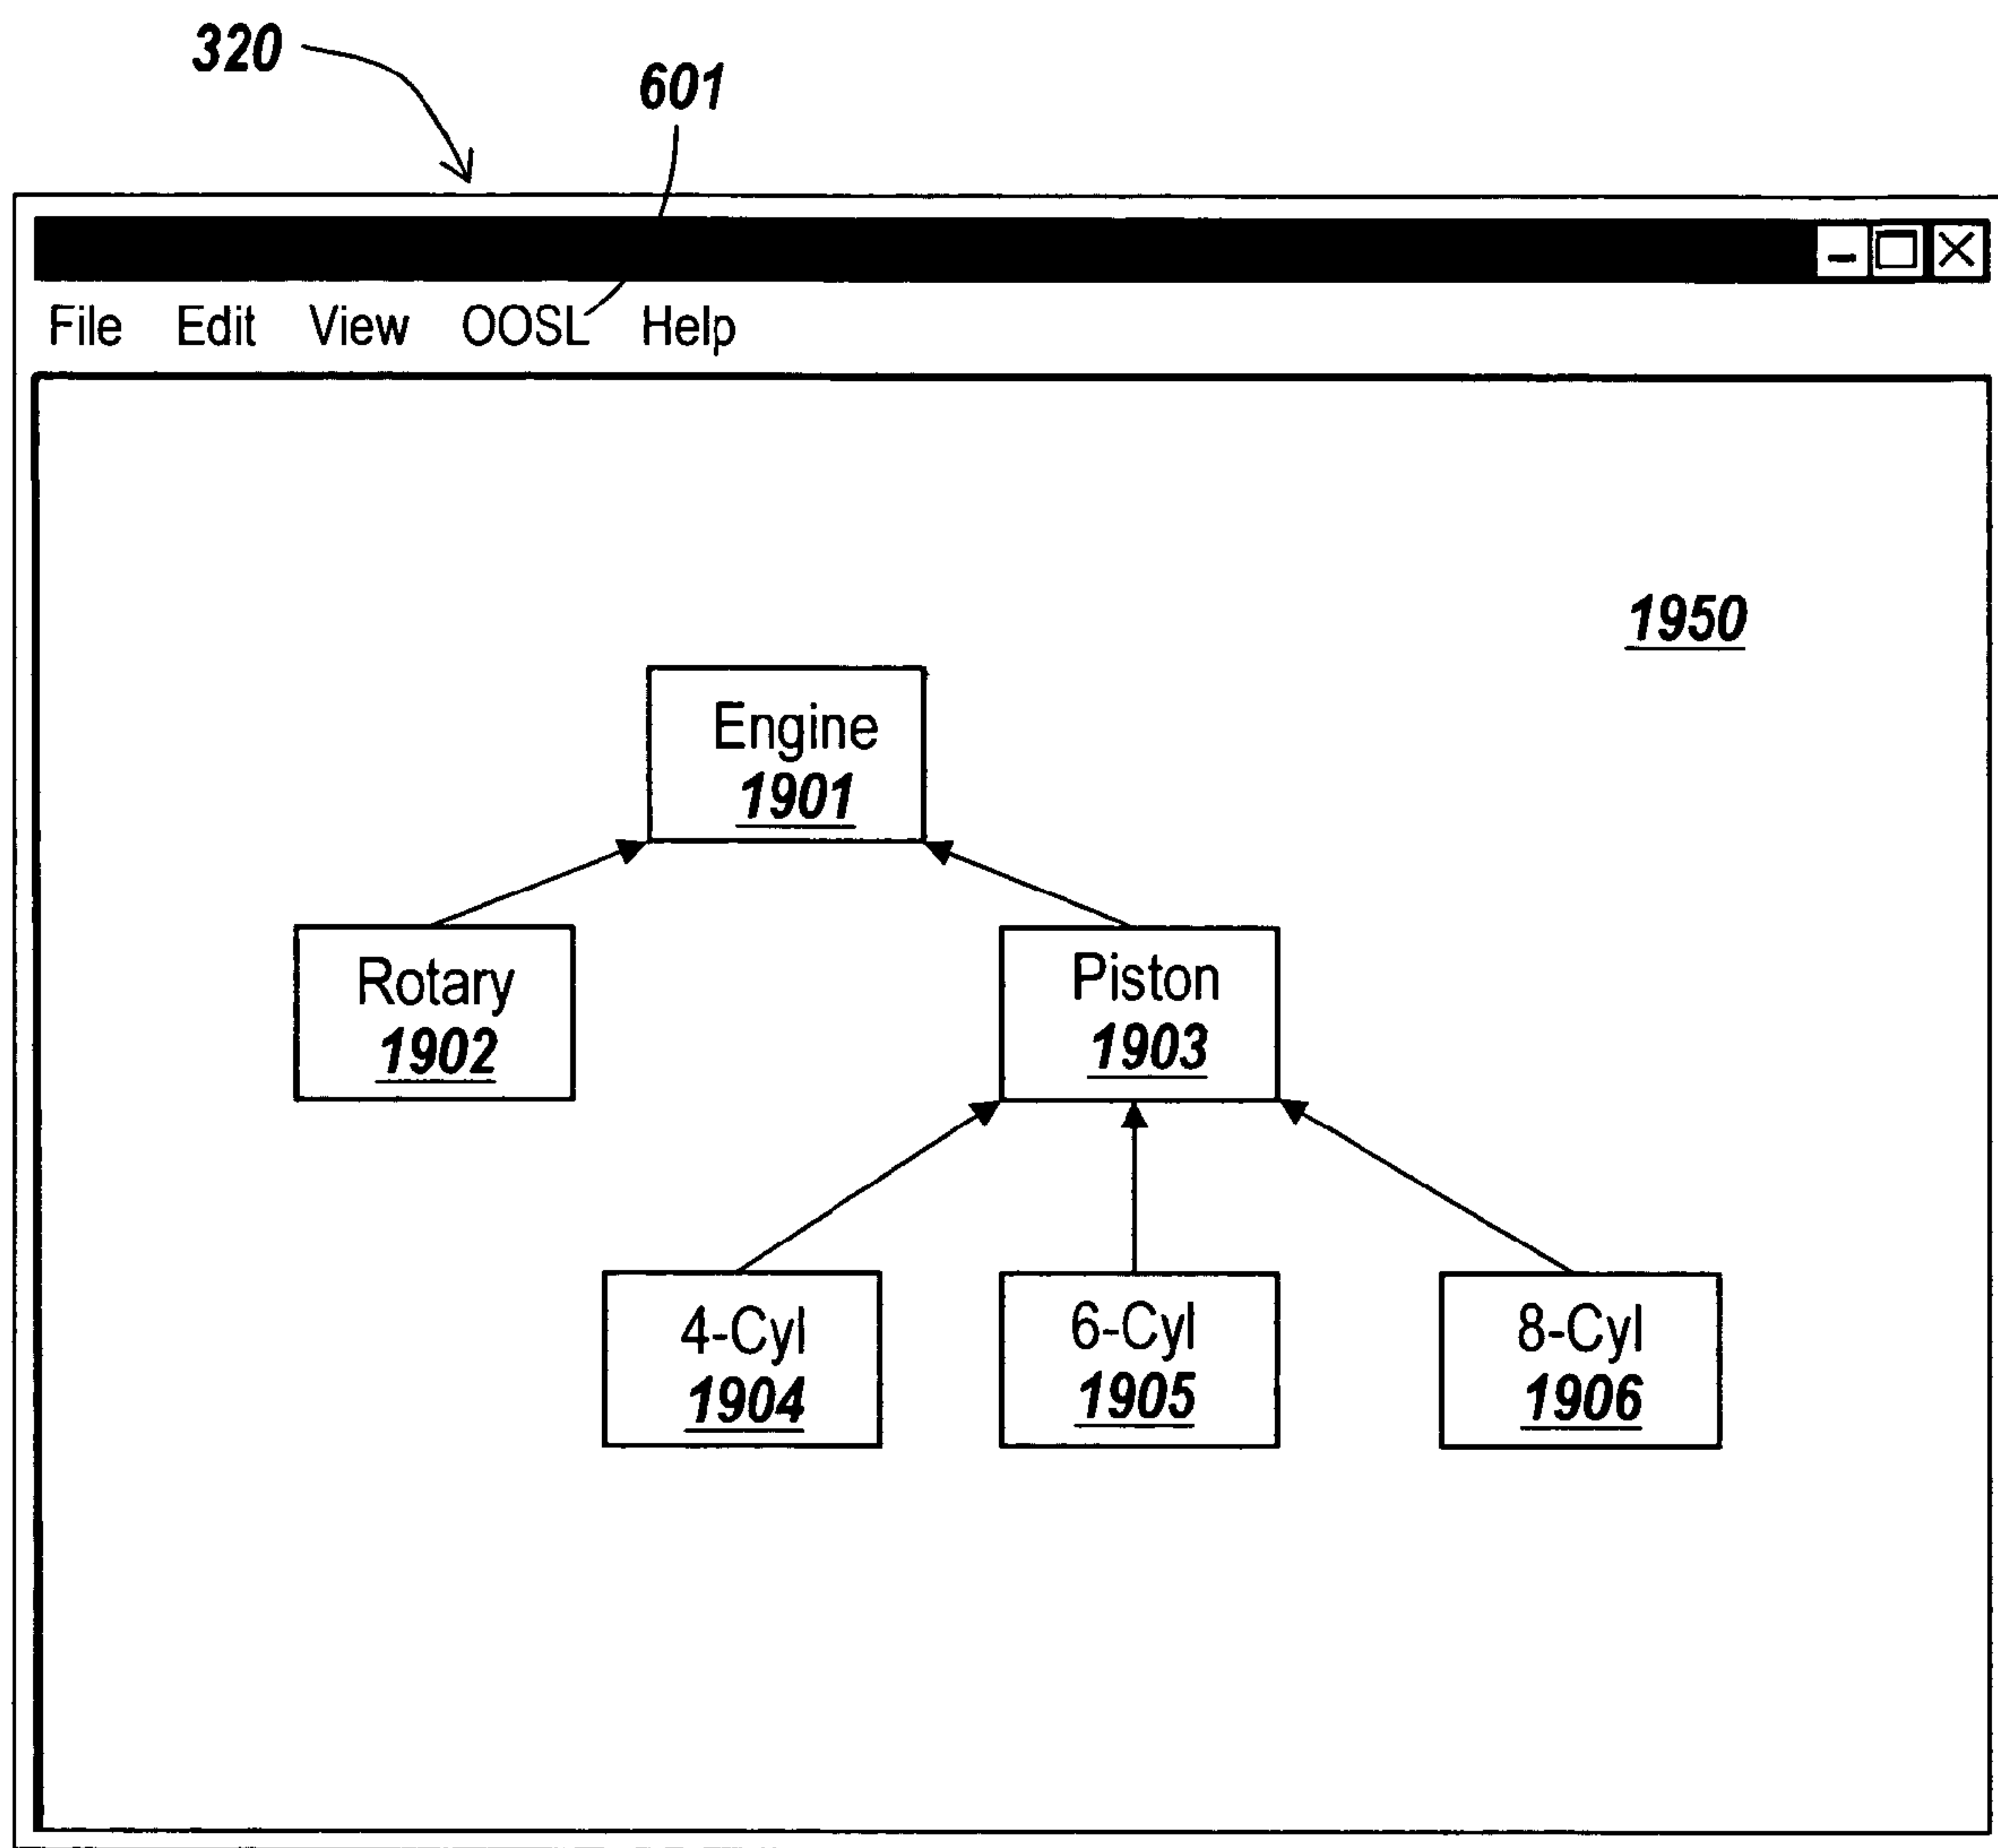 320
601
File Edit View OOSL Help
1950
Engine
1901
Rotary
1902
Piston
1903
4-Cyl
1904
6-Cyl
1905
8-Cyl
1906